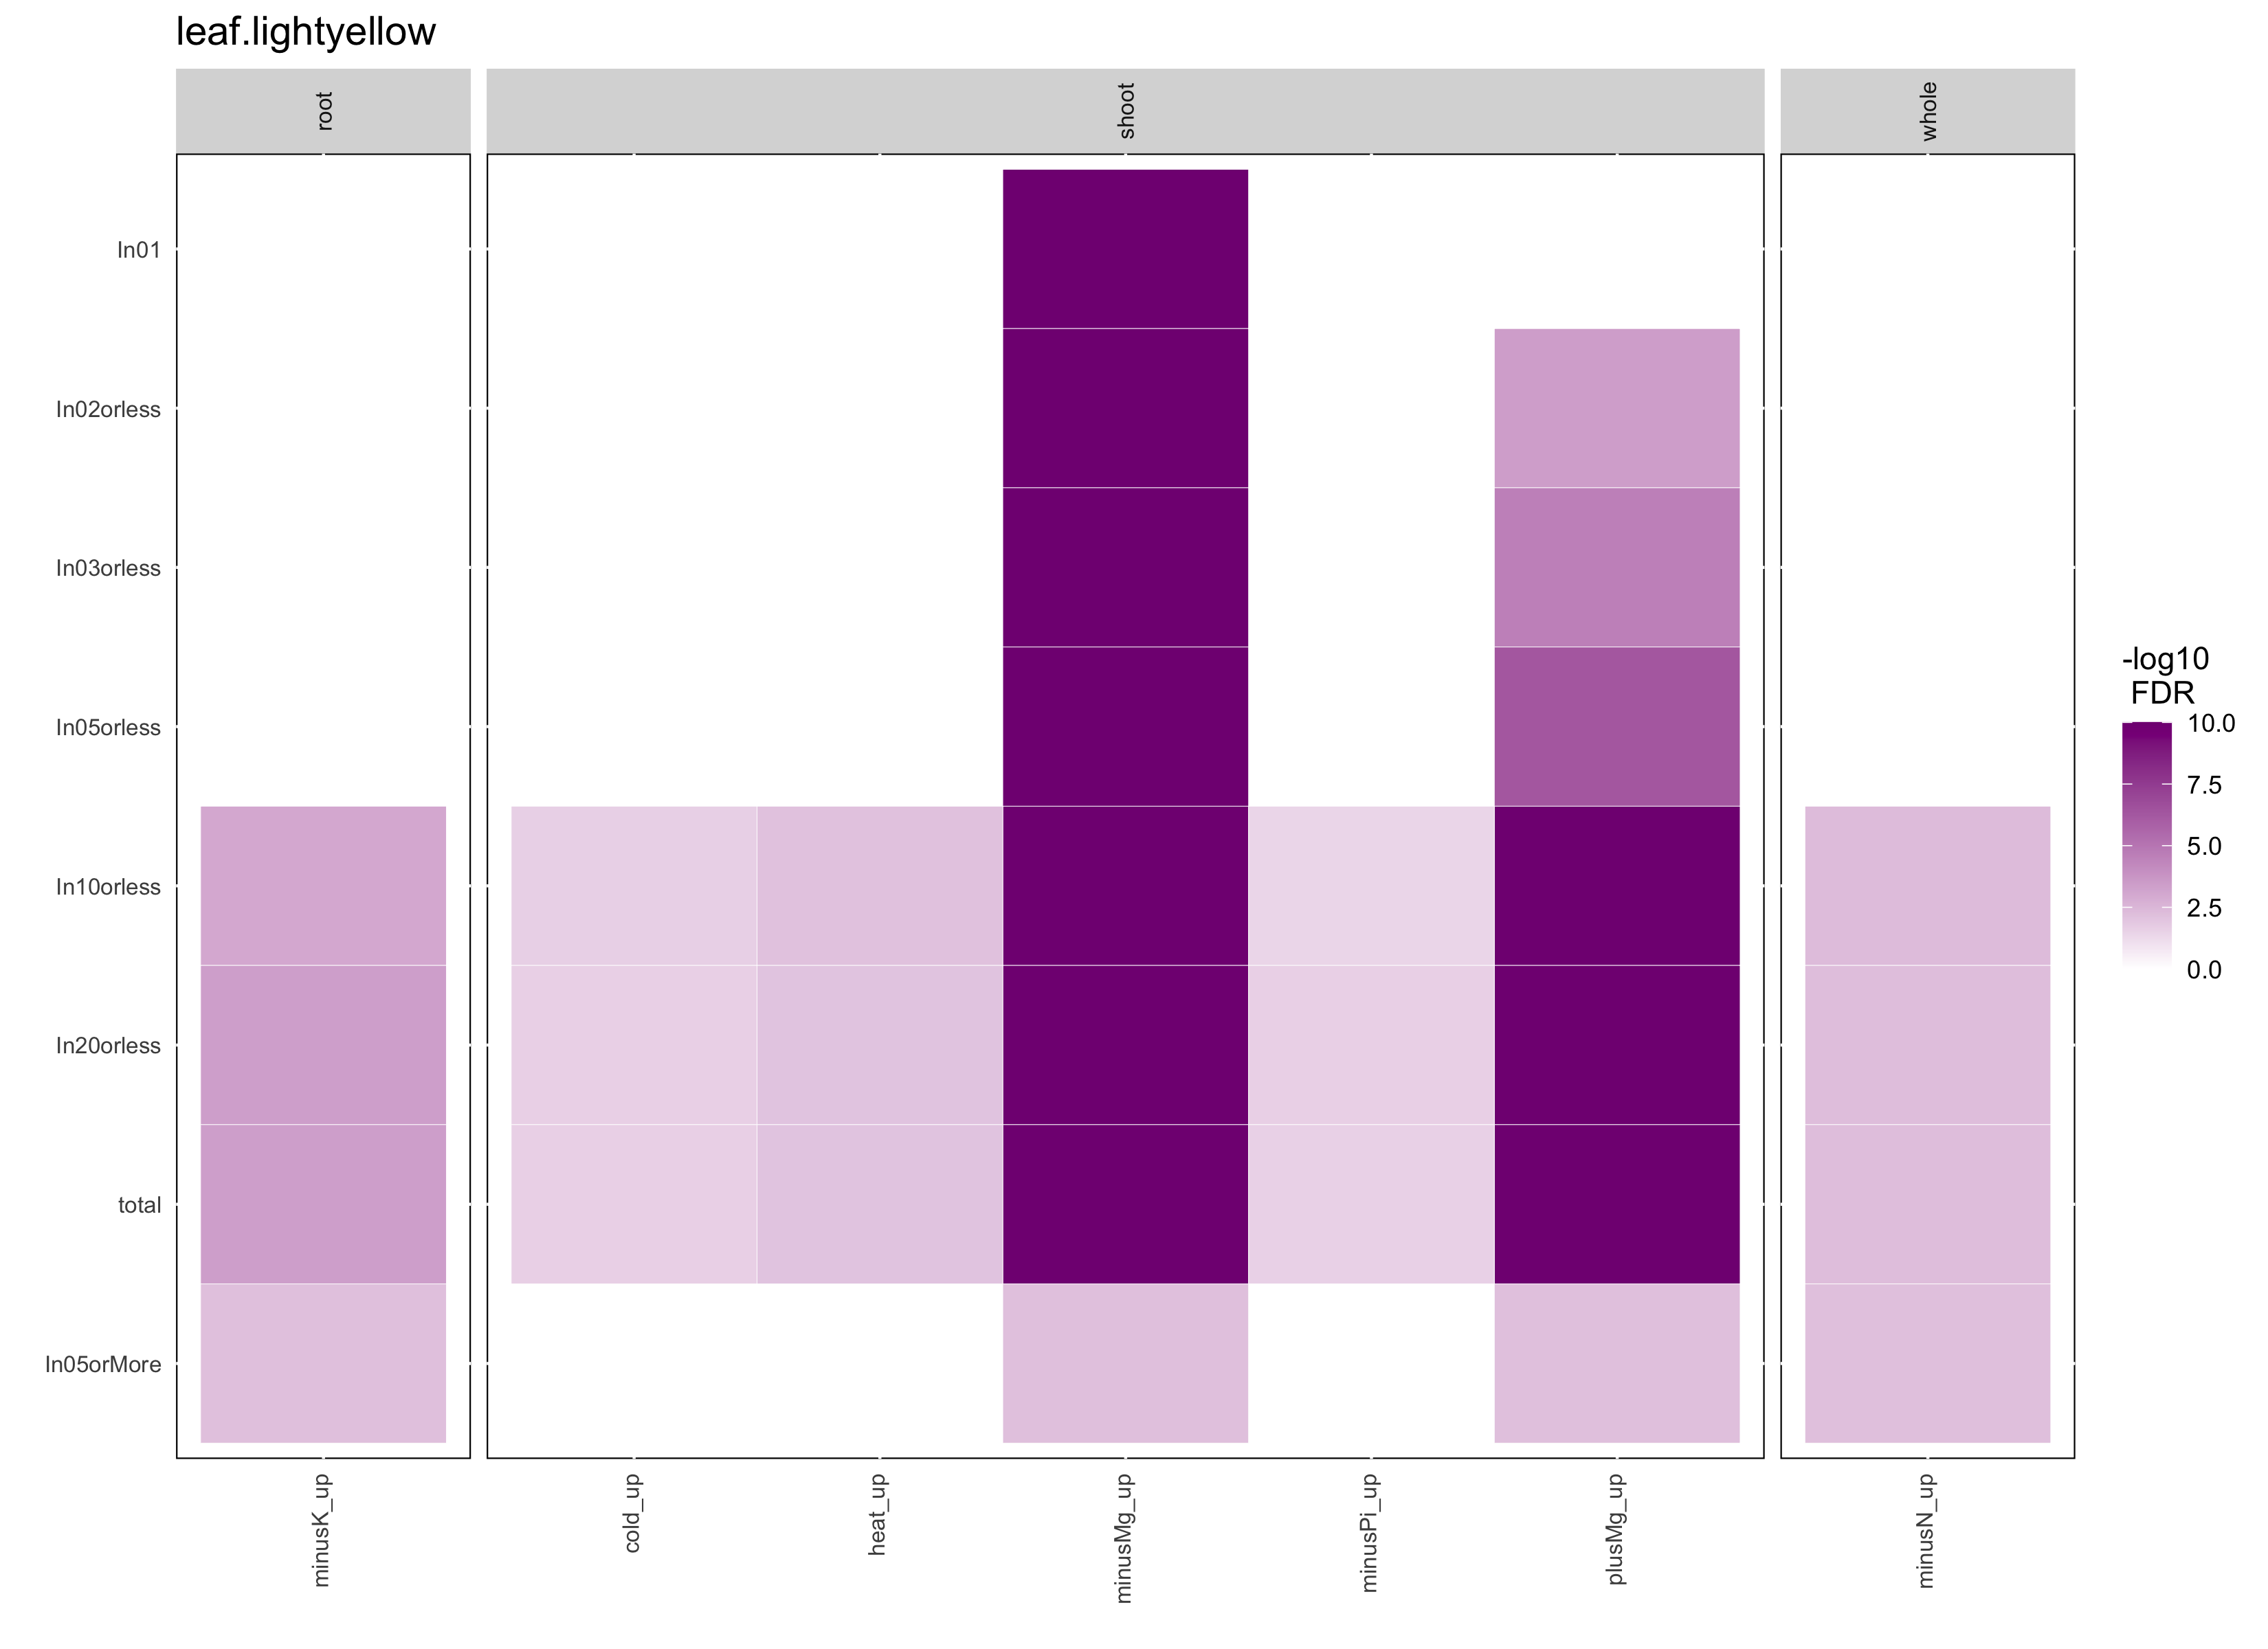 leaf.lightyellow
root
shoot
whole
In01
In02orless
In03orless
In05orless
In10orless
In20orless
total
In05orMore
minusK_up
cold_up
heat_up
minusMg_up
minusPi_up
plusMg_up
minusN_up
-log10
FDR
10.0
7.5
5.0
2.5
0.0